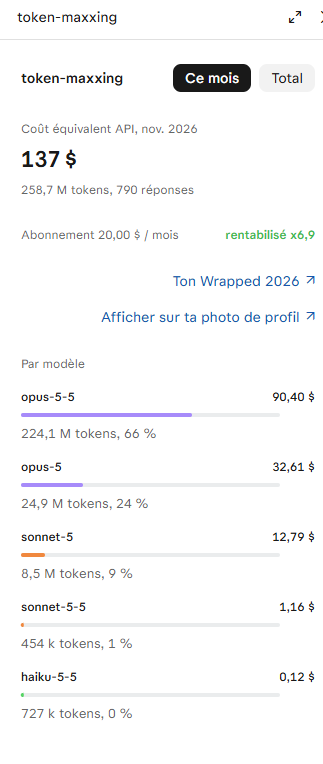 token-maxxing
token-maxxing
Ce mois
Total
Coût équivalent API, nov. 2026
137 $
258,7 M tokens, 790 réponses
Abonnement 20,00 $ / mois
rentabilisé x6,9
Ton Wrapped 2026
Afficher sur ta photo de profil
Par modèle
opus-5-5
90,40 $
224,1 M tokens, 66 %
opus-5
32,61 $
24,9 M tokens, 24 %
sonnet-5
12,79 $
8,5 M tokens, 9 %
sonnet-5-5
1,16 $
454 k tokens, 1 %
haiku-5-5
0,12 $
727 k tokens, 0 %